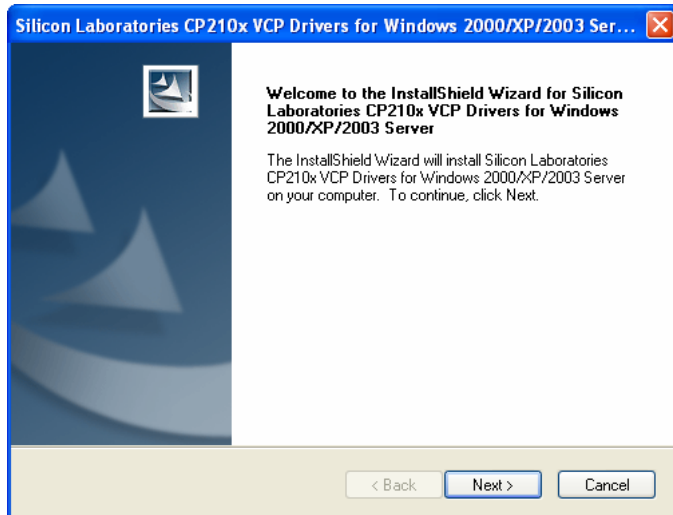 Silicon Laboratories CP210x VCP Drivers for Windows 2000/XP/2003 Ser...
Welcome to the InstallShield Wizard for Silicon
Laboratories CP210x VCP Drivers for Windows
2000/XP/2003 Server
The InstallShield Wizard will install Silicon Laboratories
CP210x VCP Drivers for Windows 2000/XP/2003 Server
on your computer. To continue, click Next.
< Back
Next >
Cancel